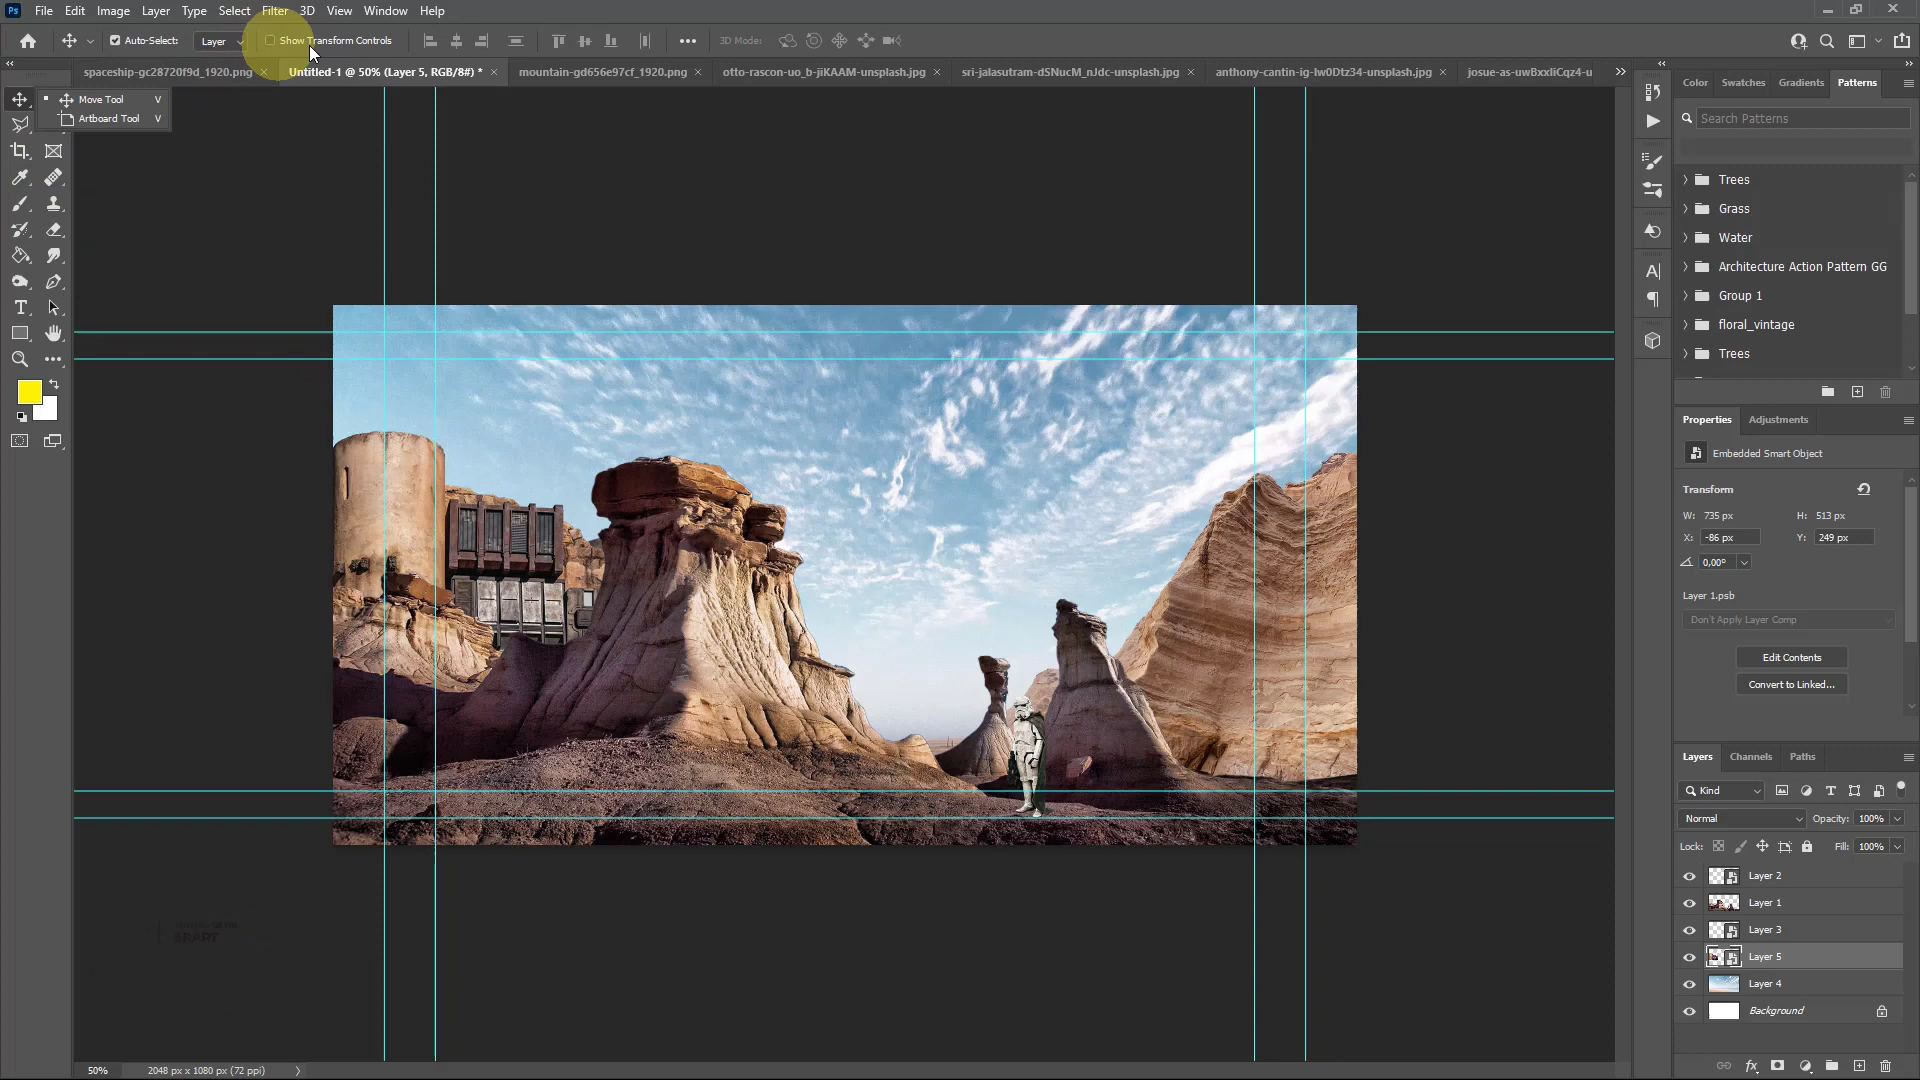 Ps File Edit Image Layer Type Select Filter 3D View Window Help
Auto-Select: Layer Show Transform Controls 3D Mode:
spaceship-gc28720f9d_1920.png × Untitled-1 @ 50% (Layer 5, RGB/8#) * × mountain-gd656e97cf_1920.png × otto-rascon-uo_b-jiKAAM-unsplash.jpg × sri-jalasutram-dSNucM_nJdc-unsplash.jpg × anthony-cantin-ig-Iw0Dtz34-unsplash.jpg × josue-as-uwBxxliCqz4-u
Move Tool V
Artboard Tool V
Color Swatches Gradients Patterns
Search Patterns
Trees
Grass
Water
Architecture Action Pattern GG
Group 1
floral_vintage
Trees
Properties Adjustments
Embedded Smart Object
Transform
W: 735 px H: 513 px
X: -86 px Y: 249 px
0,00°
Layer 1.psb
Don't Apply Layer Comp
Edit Contents
Convert to Linked...
Layers Channels Paths
Kind
Normal Opacity: 100%
Lock: Fill: 100%
Layer 2
Layer 1
Layer 3
Layer 5
Layer 4
Background
50% 2048 px x 1080 px (72 ppi)